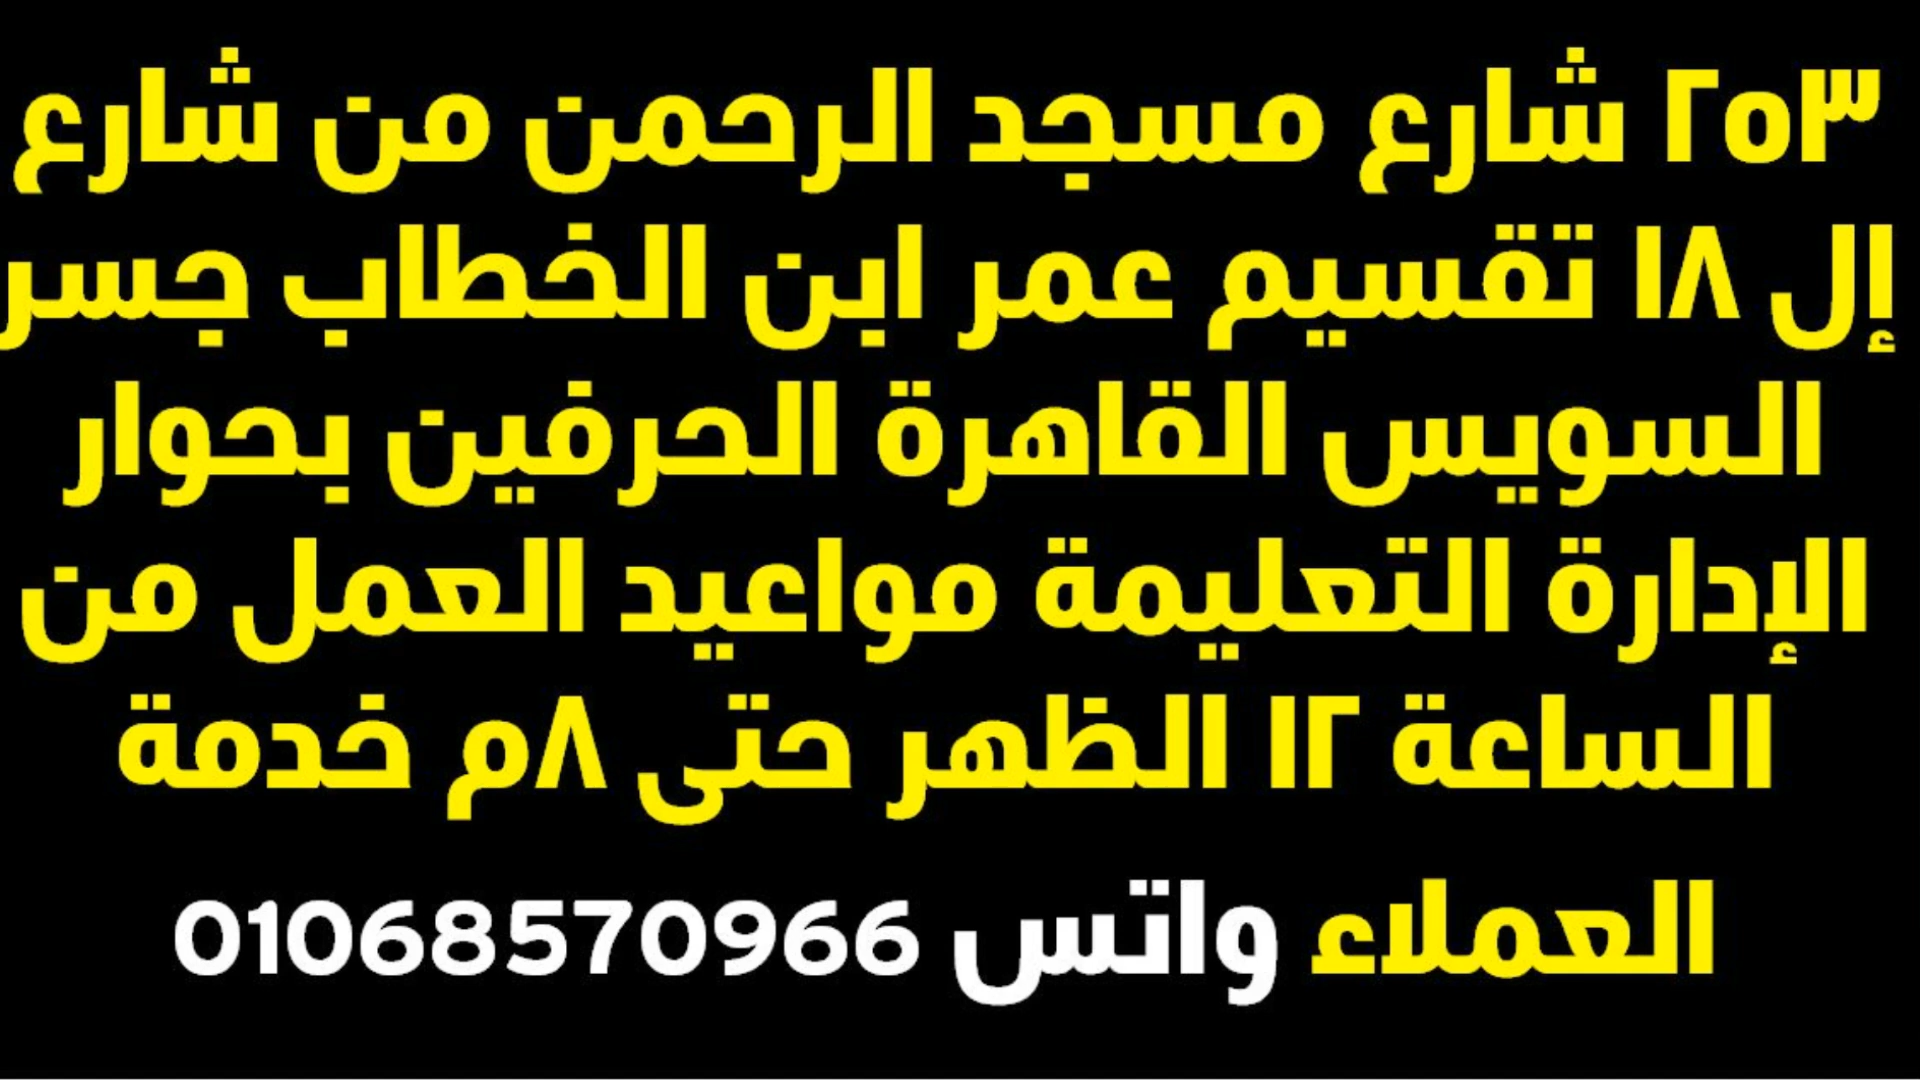 ٢٥٣ شارع مسجد الرحمن من شارع
إل ١٨ تقسيم عمر ابن الخطاب جسر
السويس القاهرة الحرفين بحوار
الإدارة التعليمة مواعيد العمل من
الساعة ١٢ الظهر حتى ٨م خدمة
العملاء واتس 01068570966